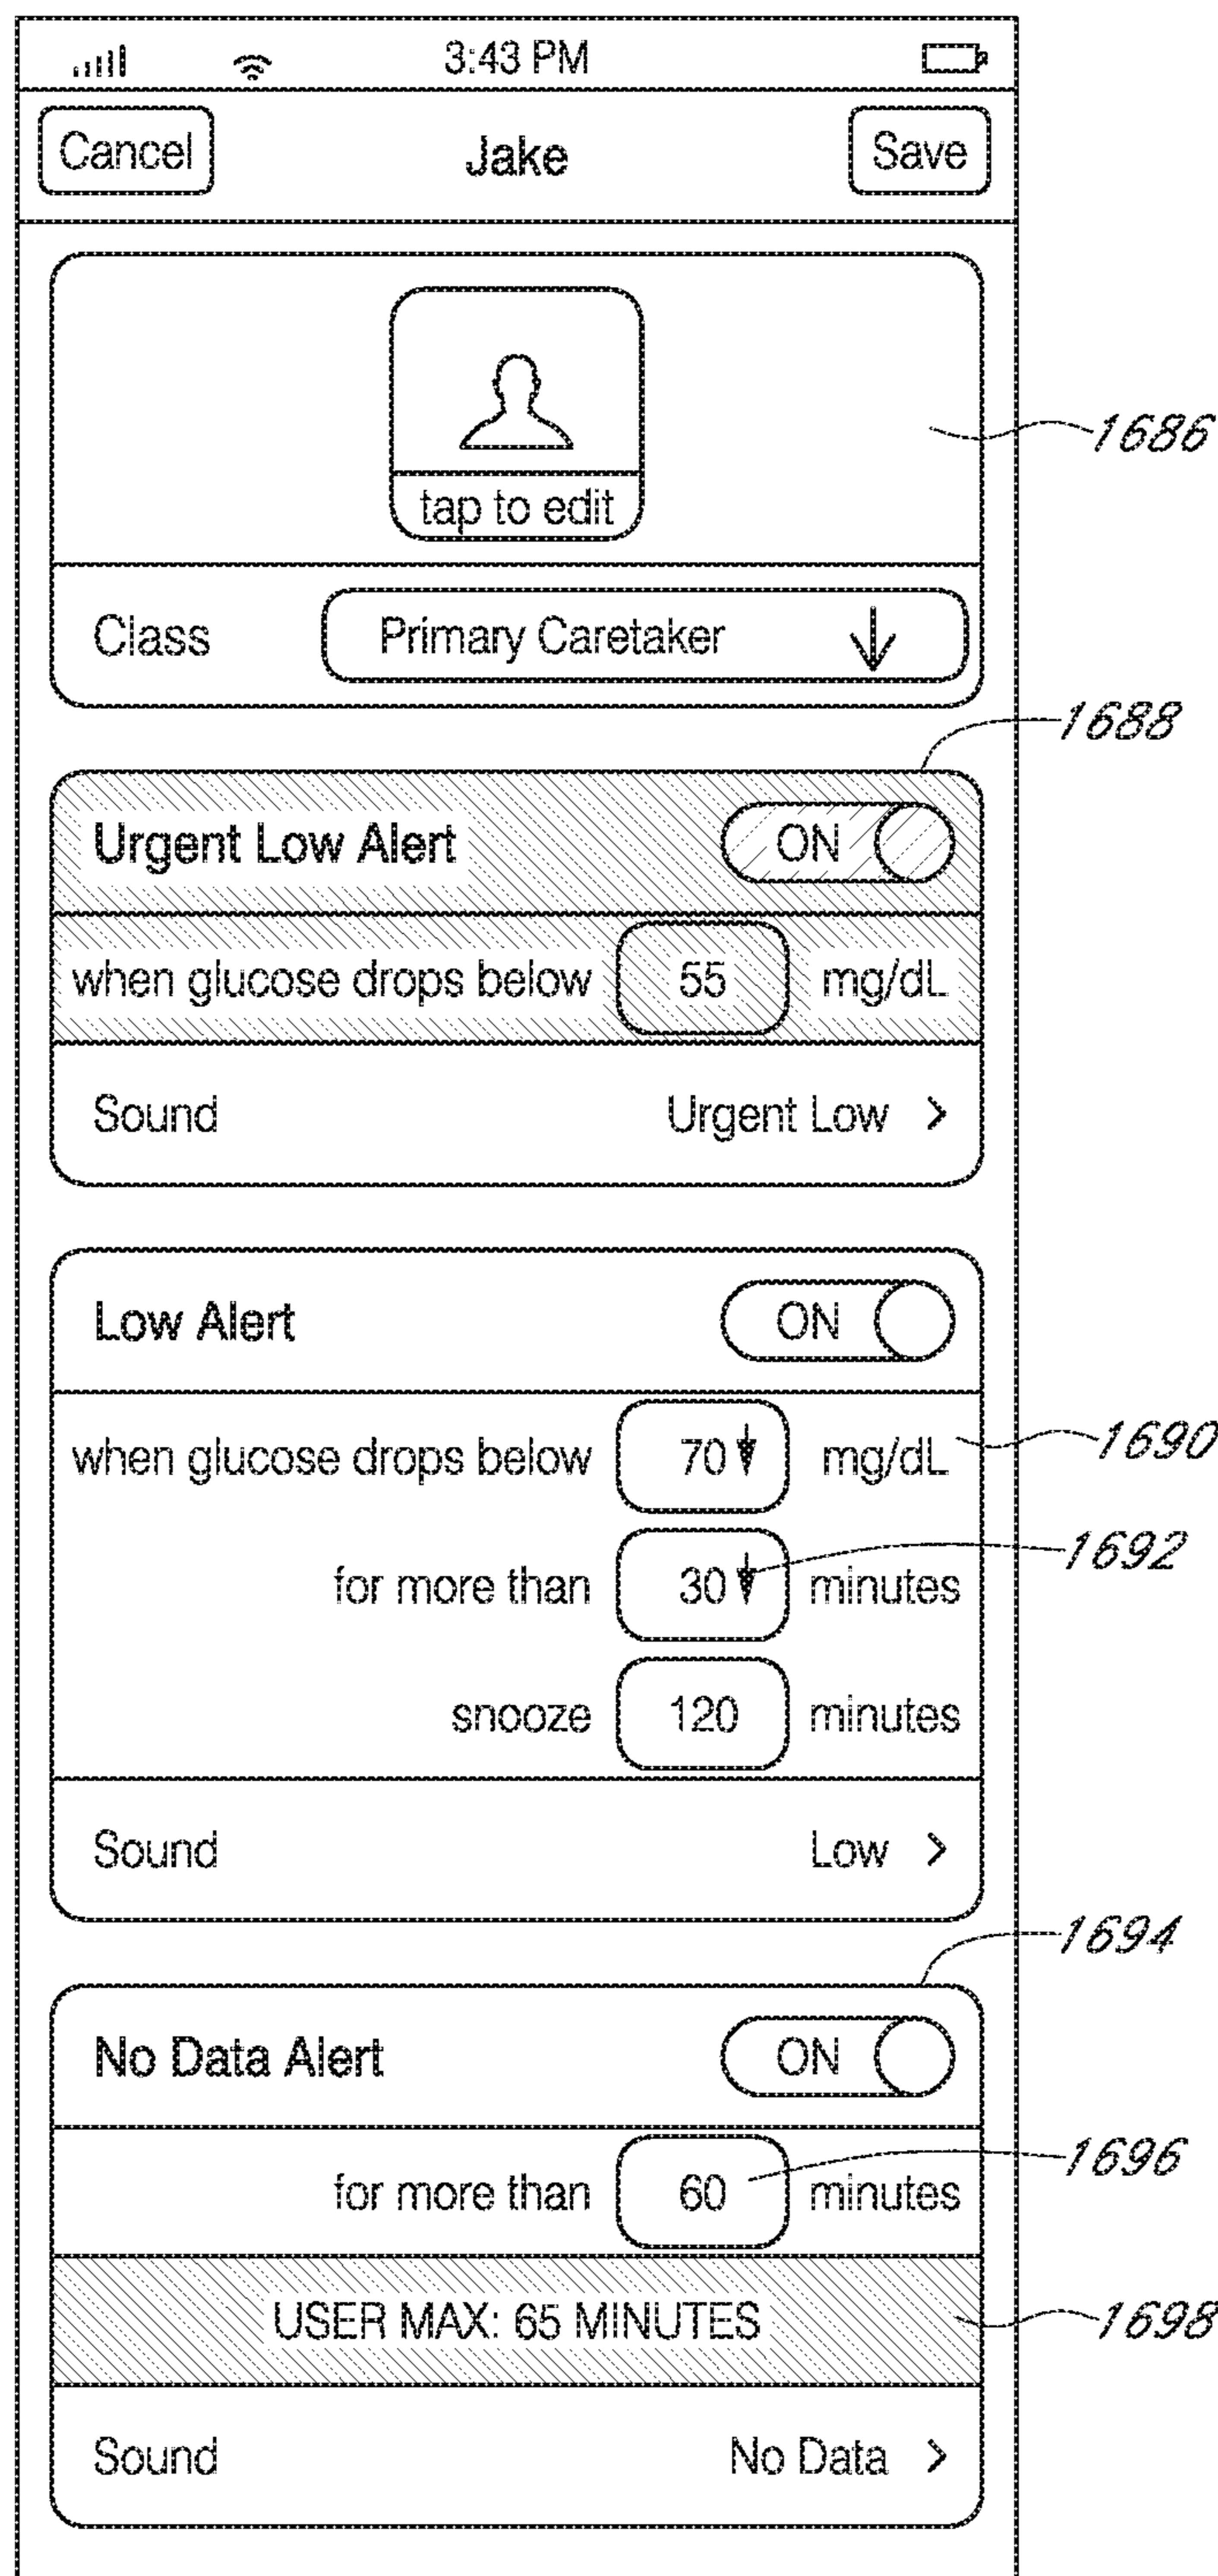 3:43 PM
Cancel Jake Save
tap to edit
1686
Class Primary Caretaker
1688
Urgent Low Alert ON
when glucose drops below 55 mg/dL
Sound Urgent Low >
Low Alert ON
when glucose drops below 70 mg/dL 1690
for more than 30 minutes 1692
snooze 120 minutes
Sound Low >
1694
No Data Alert ON
for more than 60 minutes 1696
USER MAX: 65 MINUTES 1698
Sound No Data >